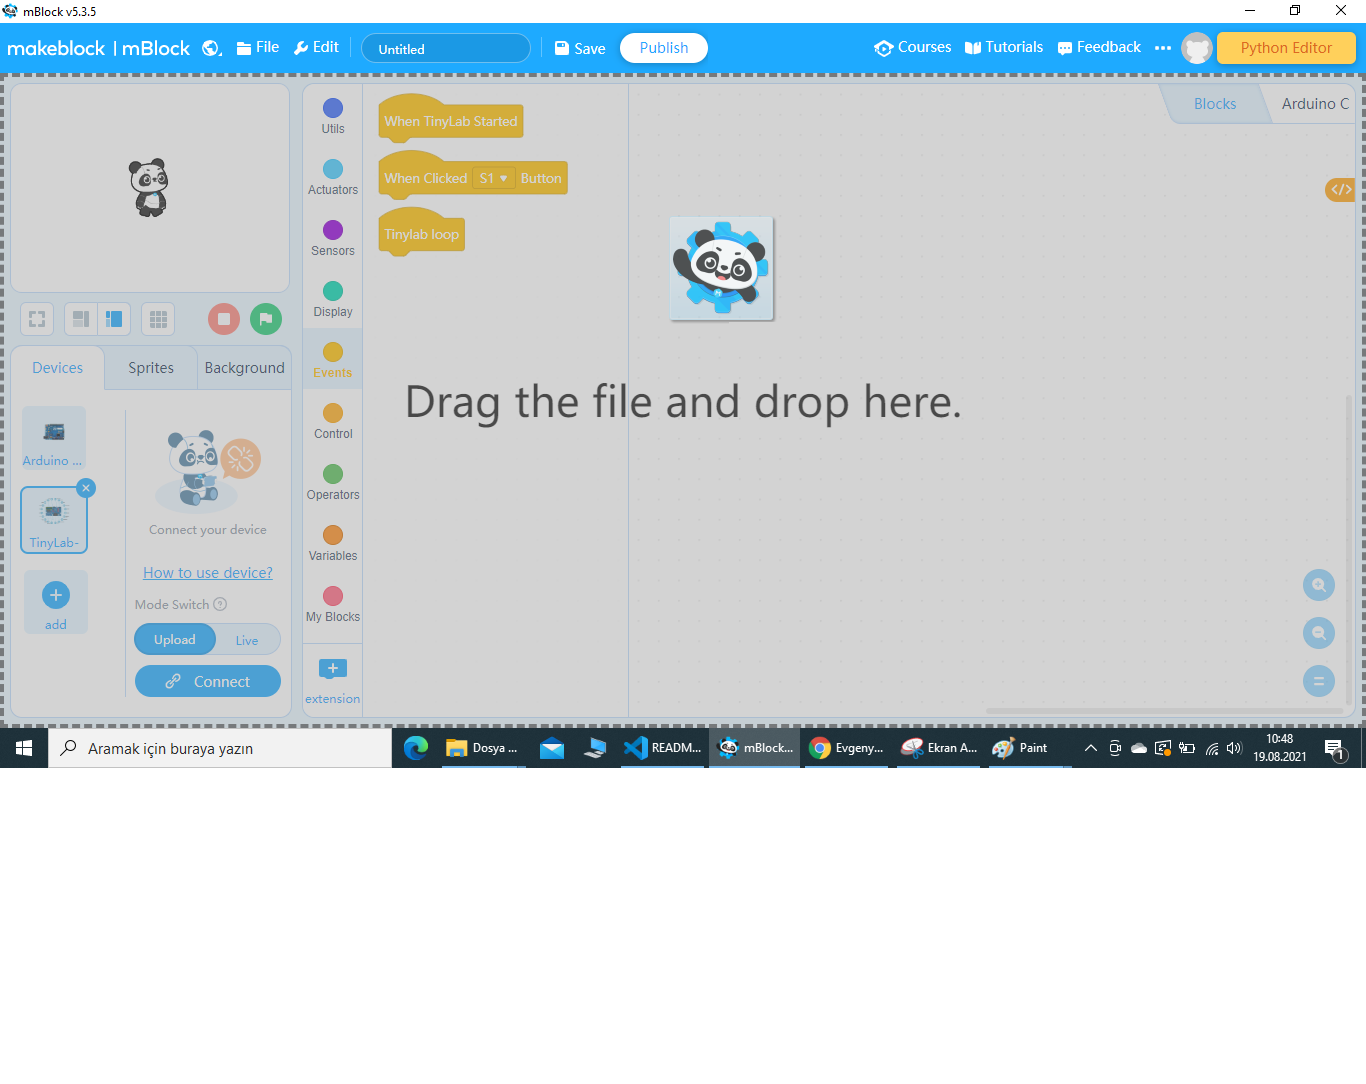 mBlock v5.3.5
makeblock | mBlock File Edit Untitled Save Publish Courses Tutorials Feedback Python Editor
Blocks Arduino C
Utils
Actuators
Sensors
Display
Events
Control
Operators
Variables
My Blocks
extension
When TinyLab Started
When Clicked S1 Button
Tinylab loop
Drag the file and drop here.
Devices Sprites Background
Arduino ...
TinyLab-
add
Connect your device
How to use device?
Mode Switch ?
Upload Live
Connect
Aramak için buraya yazın
Dosya ... READM... mBlock... Evgeny... Ekran A... Paint
10:48
19.08.2021
1